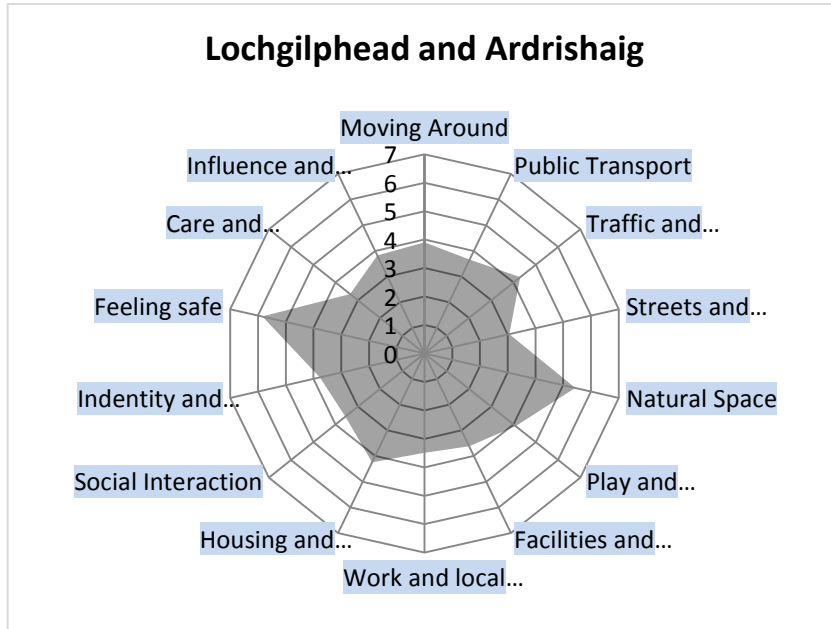 Lochgilphead and Ardrishaig
Moving Around
Public Transport
Traffic and...
Streets and...
Natural Space
Play and...
Facilities and...
Work and local...
Housing and...
Social Interaction
Indentity and...
Feeling safe
Care and...
Influence and...
7
6
5
4
3
2
1
0